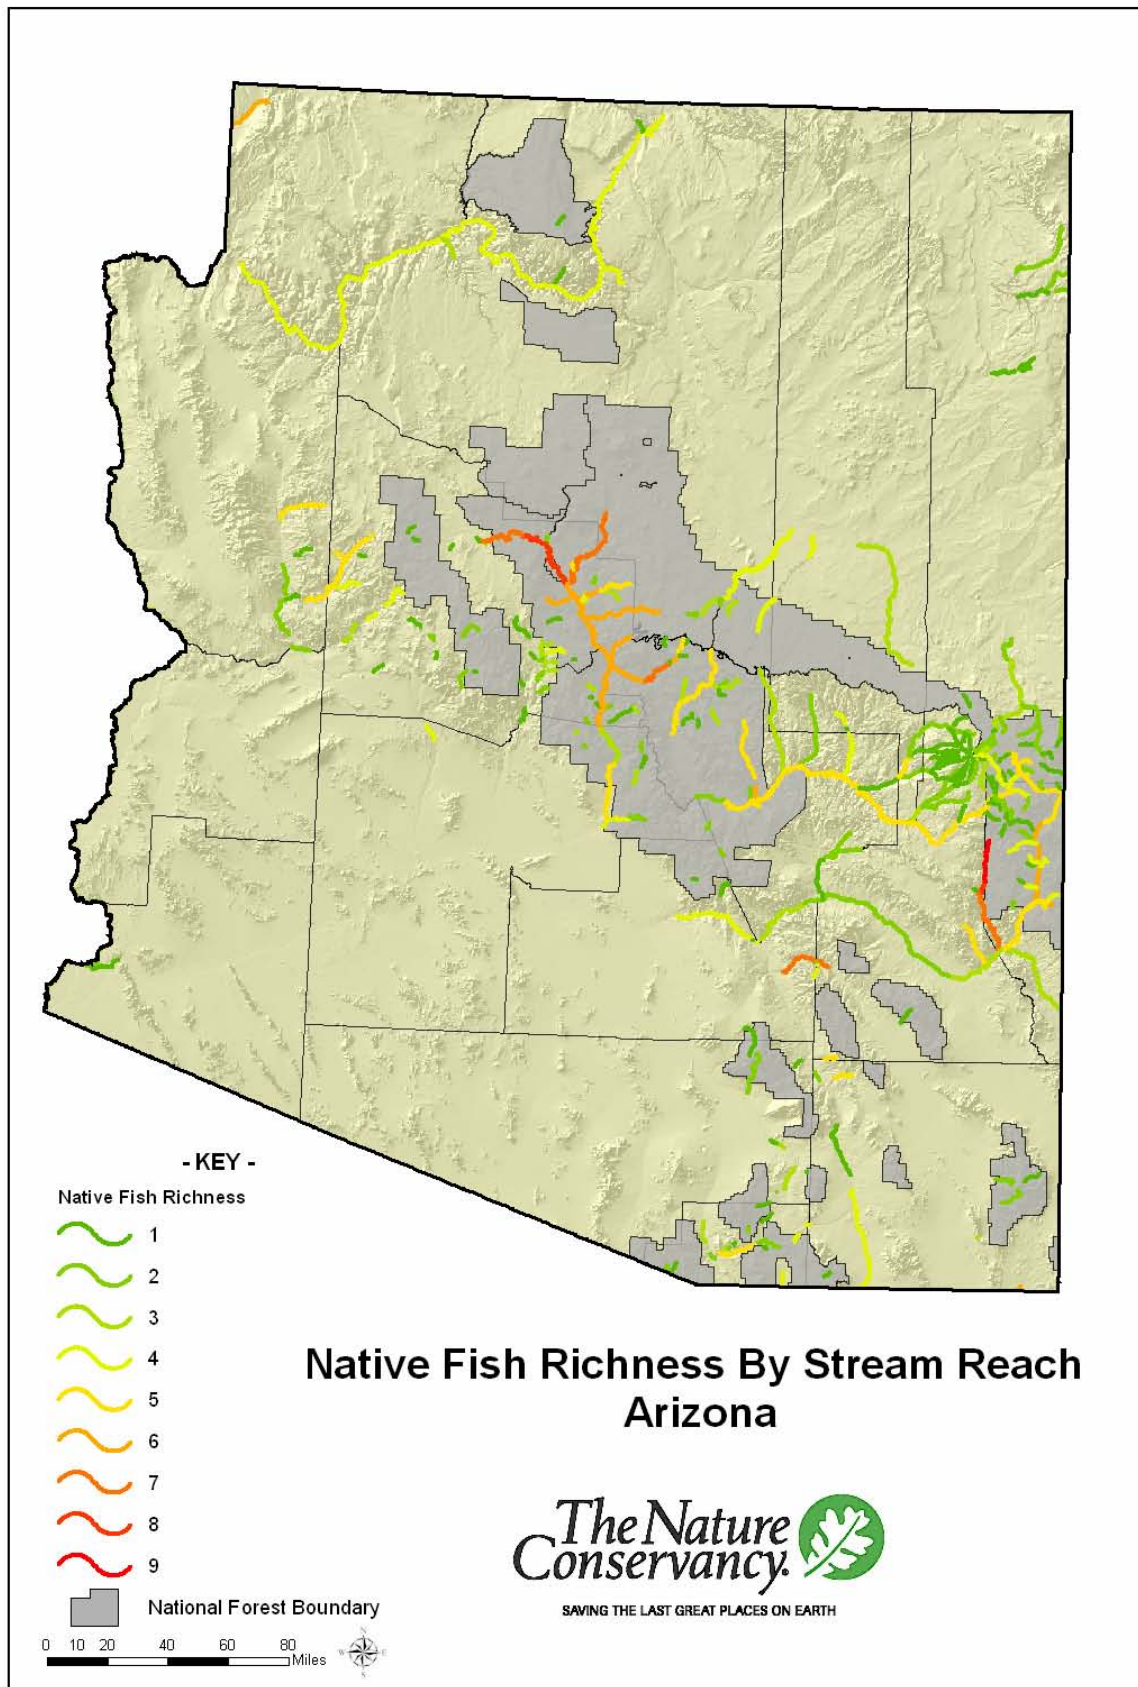 - KEY -
Native Fish Richness
1
2
3
4
5
6
7
8
9
National Forest Boundary
0 10 20 40 60 80
Miles
N
W E
S
Native Fish Richness By Stream Reach
Arizona
The Nature
Conservancy.
SAVING THE LAST GREAT PLACES ON EARTH